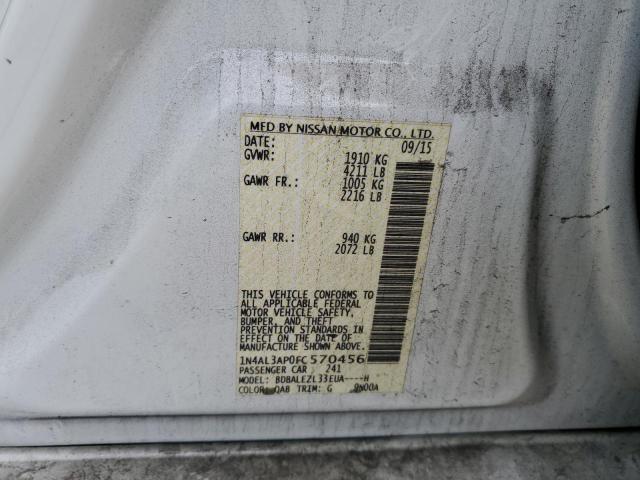 MFD BY NISSAN MOTOR CO., LTD.
DATE: 09/15
GVWR: 1910 KG
4211 LB
GAWR FR.: 1005 KG
2216 LB
GAWR RR.: 940 KG
2072 LB
THIS VEHICLE CONFORMS TO
ALL APPLICABLE FEDERAL
MOTOR VEHICLE SAFETY,
BUMPER, AND THEFT
PREVENTION STANDARDS IN
EFFECT ON THE DATE OF
MANUFACTURE SHOWN ABOVE.
1N4AL3AP0FC570456
PASSENGER CAR 241
MODEL: BDBALEZL33EUA----H
COLOR: QAB TRIM: G